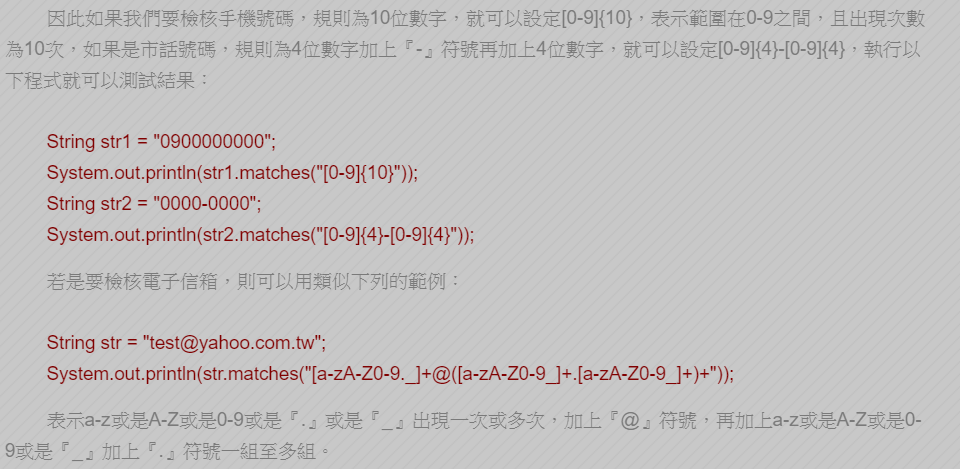 因此如果我們要檢核手機號碼，規則為10位數字，就可以設定[0-9]{10}，表示範圍在0-9之間，且出現次數
為10次，如果是市話號碼，規則為4位數字加上『-』符號再加上4位數字，就可以設定[0-9]{4}-[0-9]{4}，執行以
下程式就可以測試結果：
String str1 = "0900000000";
System.out.println(str1.matches("[0-9]{10}"));
String str2 = "0000-0000";
System.out.println(str2.matches("[0-9]{4}-[0-9]{4}"));
若是要檢核電子信箱，則可以用類似下列的範例：
String str = "test@yahoo.com.tw";
System.out.println(str.matches("[a-zA-Z0-9._]+@([a-zA-Z0-9_]+.[a-zA-Z0-9_]+)+"));
表示a-z或是A-Z或是0-9或是『.』或是『_』出現一次或多次，加上『@』符號，再加上a-z或是A-Z或是0-
9或是『_』加上『.』符號一組至多組。